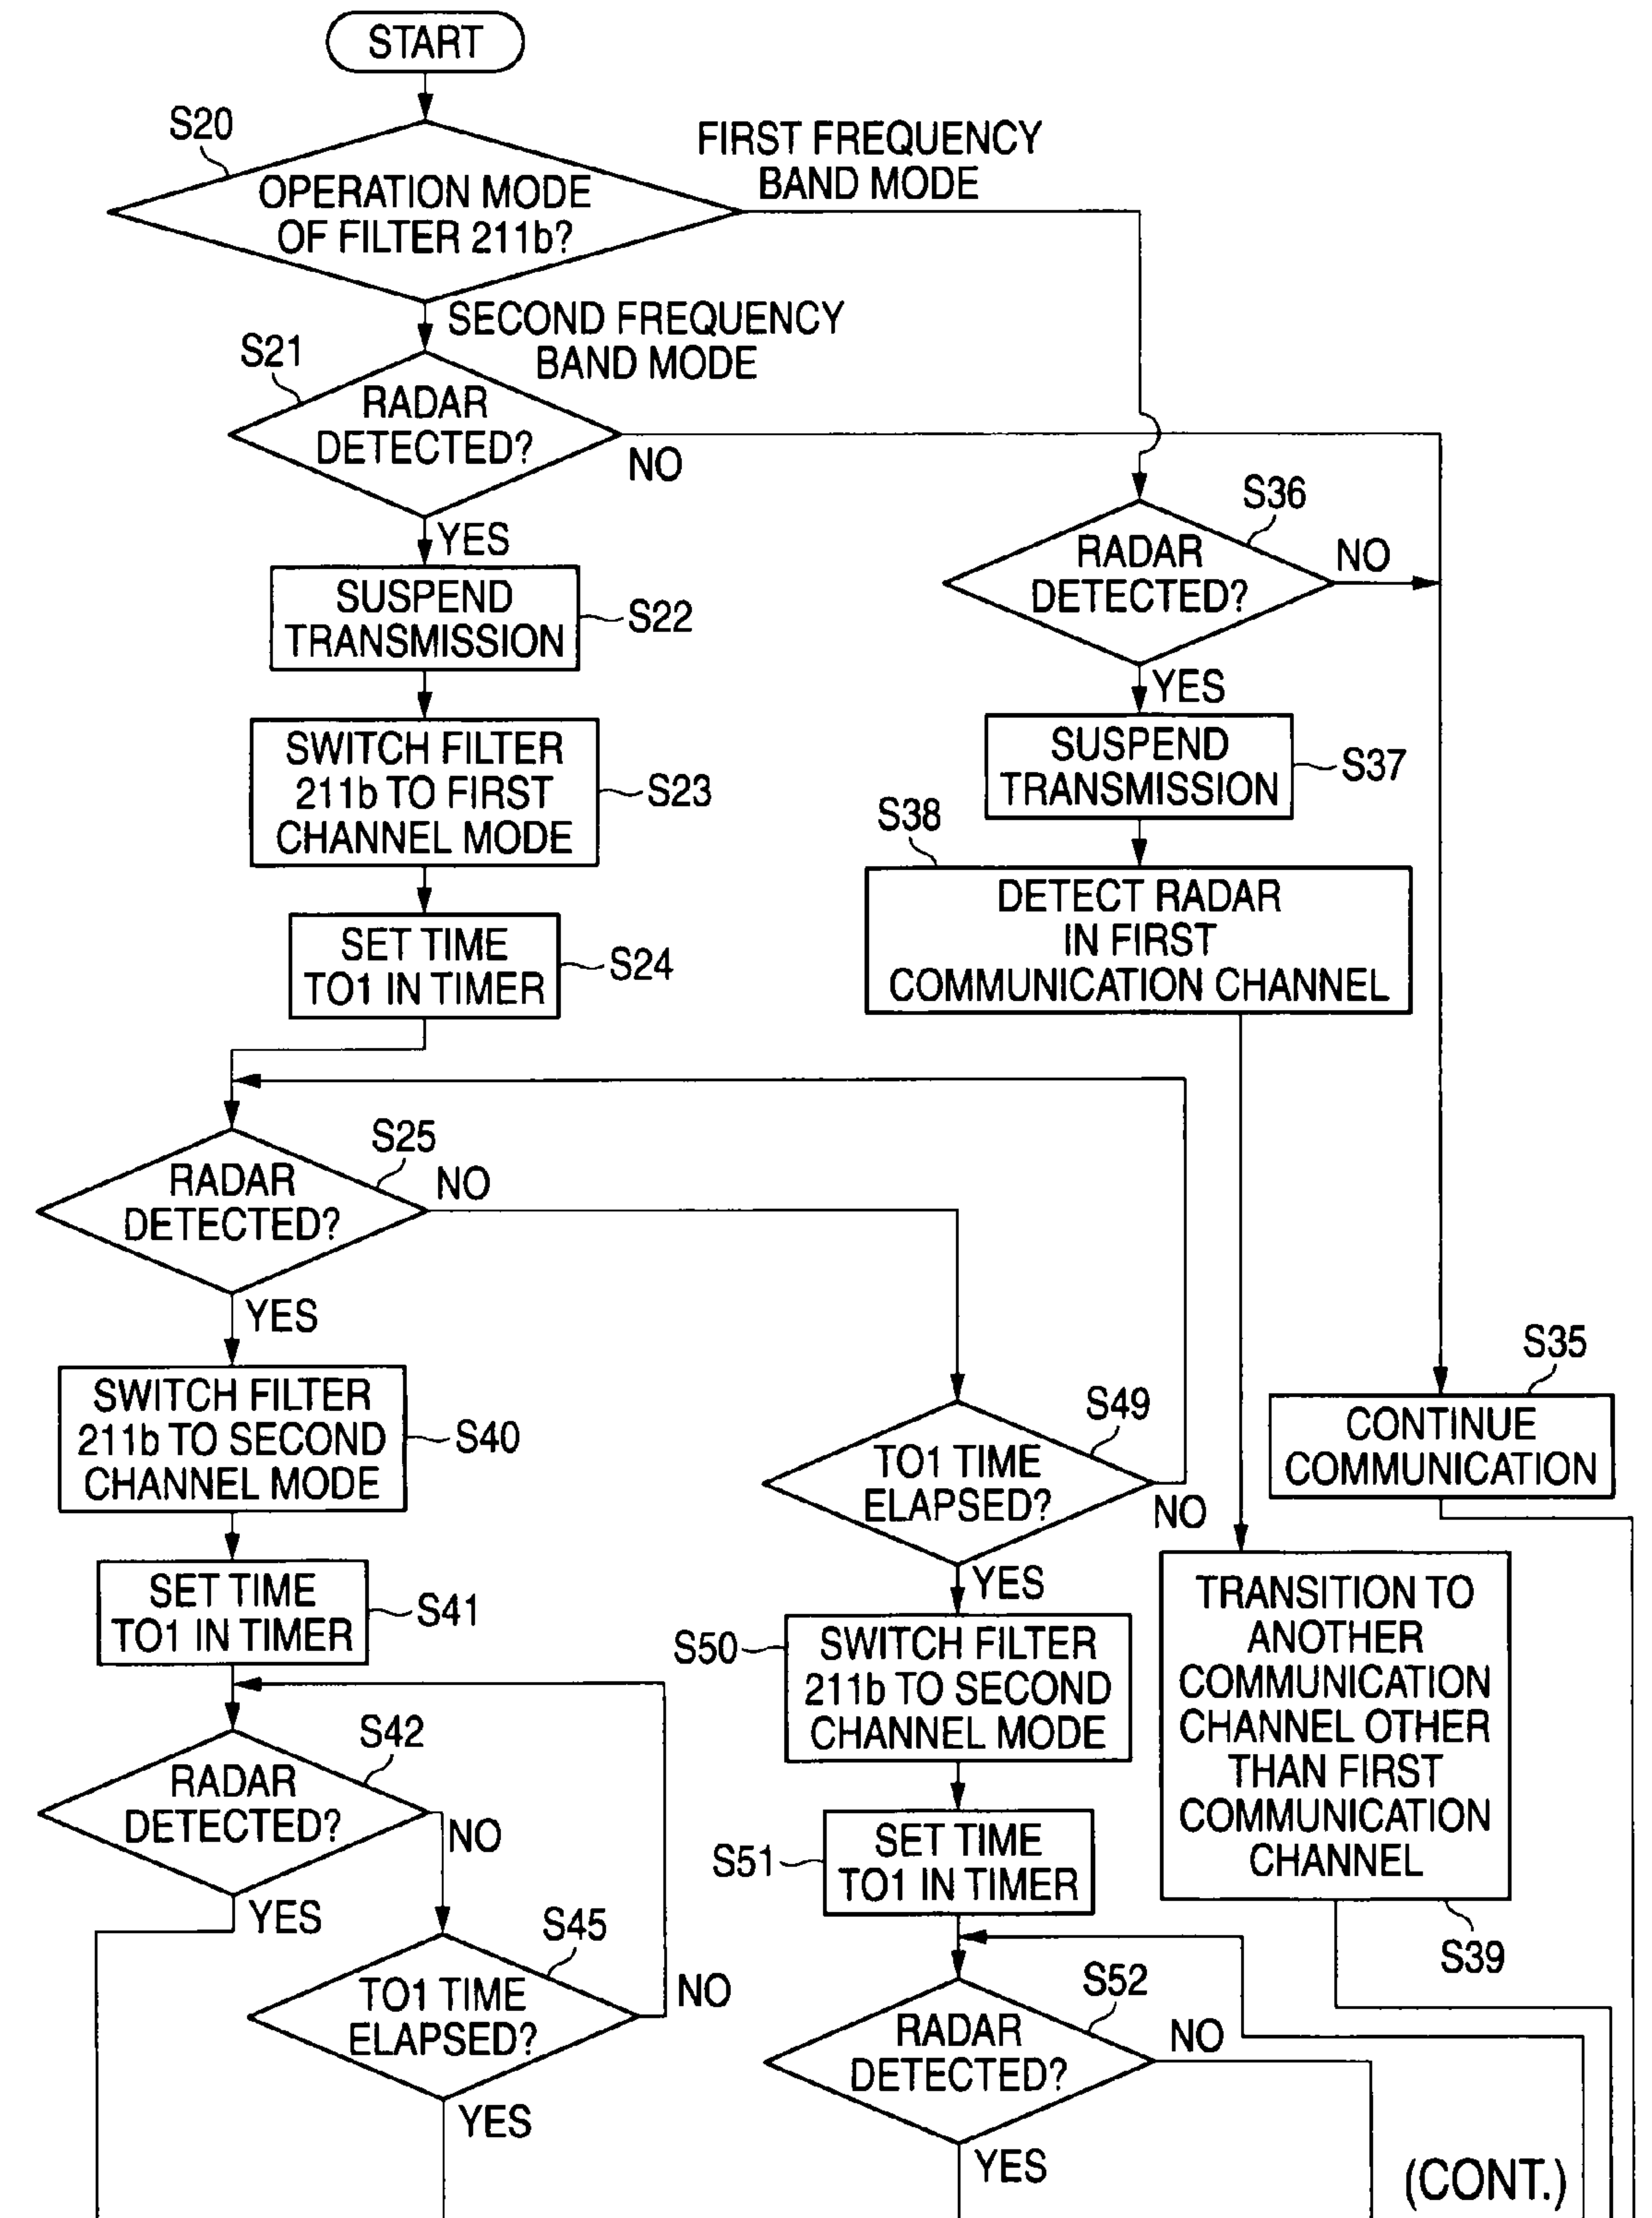 START
S20
OPERATION MODE
OF FILTER 211b?
FIRST FREQUENCY
BAND MODE
SECOND FREQUENCY
BAND MODE
S21
RADAR
DETECTED?
NO
YES
SUSPEND
TRANSMISSION
S22
SWITCH FILTER
211b TO FIRST
CHANNEL MODE
S23
SET TIME
TO1 IN TIMER
S24
S36
RADAR
DETECTED?
NO
YES
SUSPEND
TRANSMISSION
S37
S38
DETECT RADAR
IN FIRST
COMMUNICATION CHANNEL
S25
RADAR
DETECTED?
NO
YES
SWITCH FILTER
211b TO SECOND
CHANNEL MODE
S40
SET TIME
TO1 IN TIMER
S41
S42
RADAR
DETECTED?
NO
YES
S45
TO1 TIME
ELAPSED?
NO
YES
S49
TO1 TIME
ELAPSED?
NO
YES
S50
SWITCH FILTER
211b TO SECOND
CHANNEL MODE
S51
SET TIME
TO1 IN TIMER
S52
RADAR
DETECTED?
NO
YES
S35
CONTINUE
COMMUNICATION
TRANSITION TO
ANOTHER
COMMUNICATION
CHANNEL OTHER
THAN FIRST
COMMUNICATION
CHANNEL
S39
(CONT.)